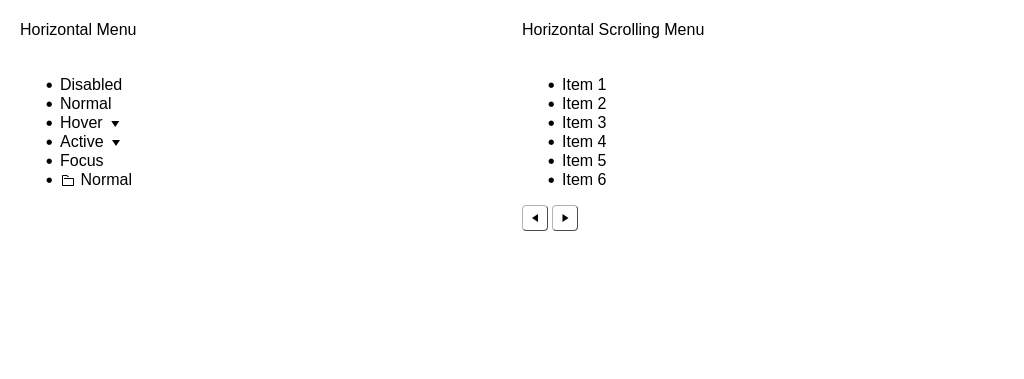 Horizontal Menu
Disabled
Normal
Hover
Active
Focus
Normal
Horizontal Scrolling Menu
Item 1
Item 2
Item 3
Item 4
Item 5
Item 6